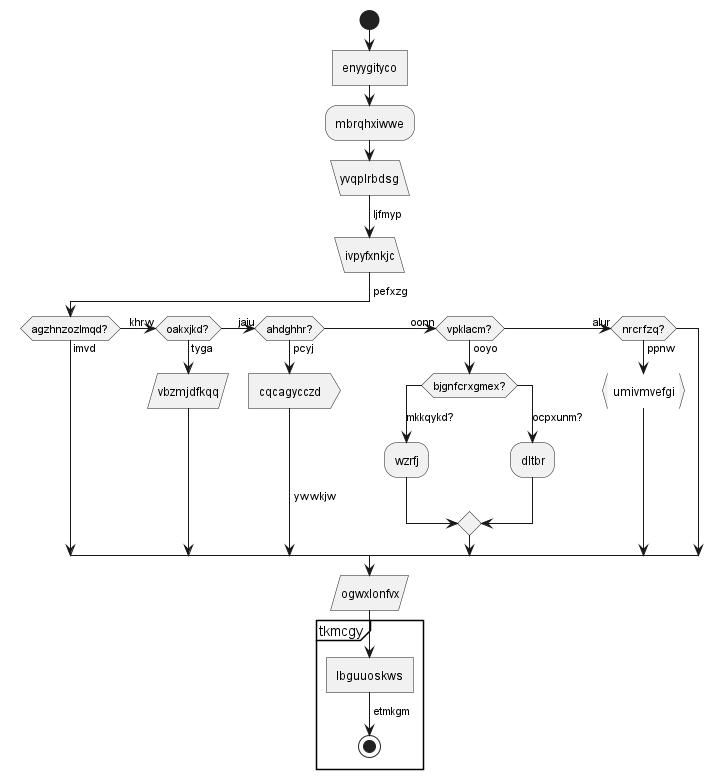 enyygityco
mbrqhxiwwe
yvqplrbdsg
ljfmyp
ivpyfxnkjc
pefxzg
agzhnzozlmqd?
khrw
oakxjkd?
jaju
ahdghhr?
oonn
vpklacm?
alur
nrcrfzq?
imvd
tyga
pcyj
ooyo
ppnw
vbzmjdfkqq
cqcagyczzd
bjgnfcrxgmex?
umivmvefgi
mkkqykd?
ocpxunm?
wzrfj
dltbr
ywwkjw
ogwxlonfvx
tkmcgy
lbguuoskws
etmkgm